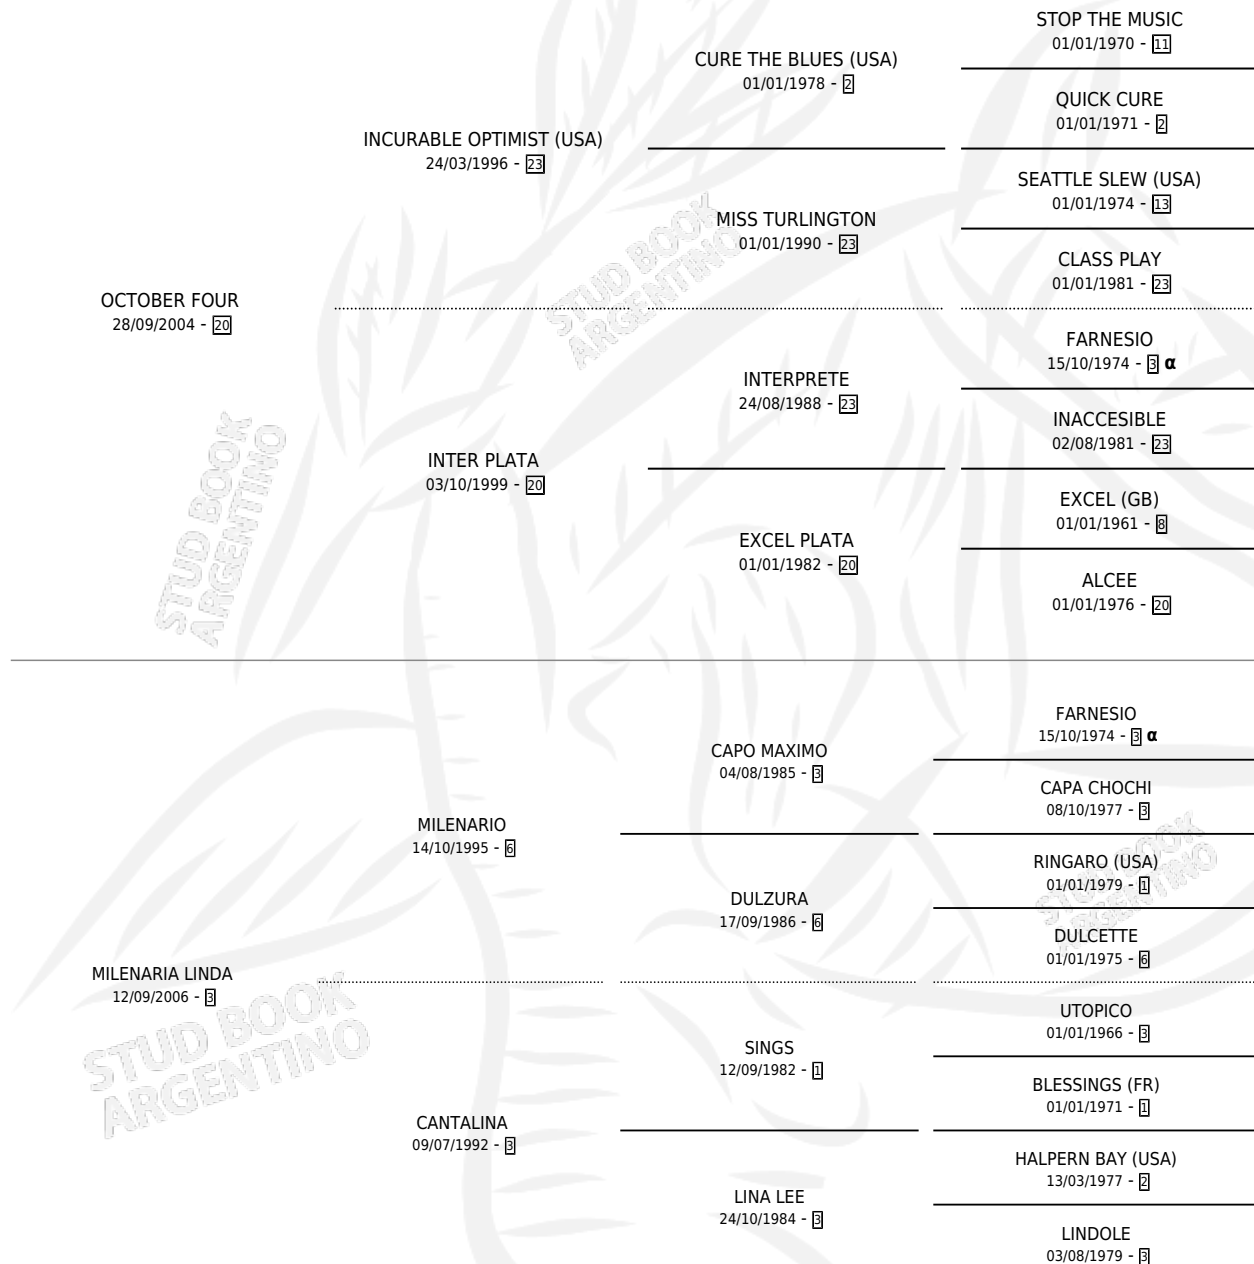 STOP THE MUSIC
01/01/1970 - 11
CURE THE BLUES (USA)
01/01/1978 - 2
QUICK CURE
01/01/1971 - 2
INCURABLE OPTIMIST (USA)
24/03/1996 - 23
SEATTLE SLEW (USA)
01/01/1974 - 13
MISS TURLINGTON
01/01/1990 - 23
CLASS PLAY
01/01/1981 - 23
OCTOBER FOUR
28/09/2004 - 20
FARNESIO
15/10/1974 - 3 α
INTERPRETE
24/08/1988 - 23
INACCESIBLE
02/08/1981 - 23
INTER PLATA
03/10/1999 - 20
EXCEL (GB)
01/01/1961 - 8
EXCEL PLATA
01/01/1982 - 20
ALCEE
01/01/1976 - 20
STUD BOOK
ARGENTINO
STUD BOOK
ARGENTINO
FARNESIO
15/10/1974 - 3 α
CAPO MAXIMO
04/08/1985 - 3
CAPA CHOCHI
08/10/1977 - 3
MILENARIO
14/10/1995 - 6
RINGARO (USA)
01/01/1979 - 1
DULZURA
17/09/1986 - 6
DULCETTE
01/01/1975 - 6
MILENARIA LINDA
12/09/2006 - 3
UTOPICO
01/01/1966 - 3
SINGS
12/09/1982 - 1
BLESSINGS (FR)
01/01/1971 - 1
CANTALINA
09/07/1992 - 3
HALPERN BAY (USA)
13/03/1977 - 2
LINA LEE
24/10/1984 - 3
LINDOLE
03/08/1979 - 3
STUD BOOK
ARGENTINO
STUD BOOK
ARGENTINO